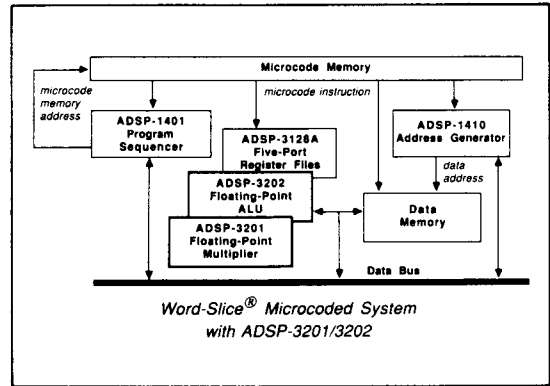 Microcode Memory
microcode
memory
address
microcode instruction
ADSP-1401
Program
Sequencer
ADSP-3128A
Five-Port
Register Files
ADSP-1410
Address Generator
ADSP-3202
Floating-Point
ALU
data
address
ADSP-3201
Floating-Point
Multiplier
Data
Memory
Data Bus
Word-Slice® Microcoded System
with ADSP-3201/3202